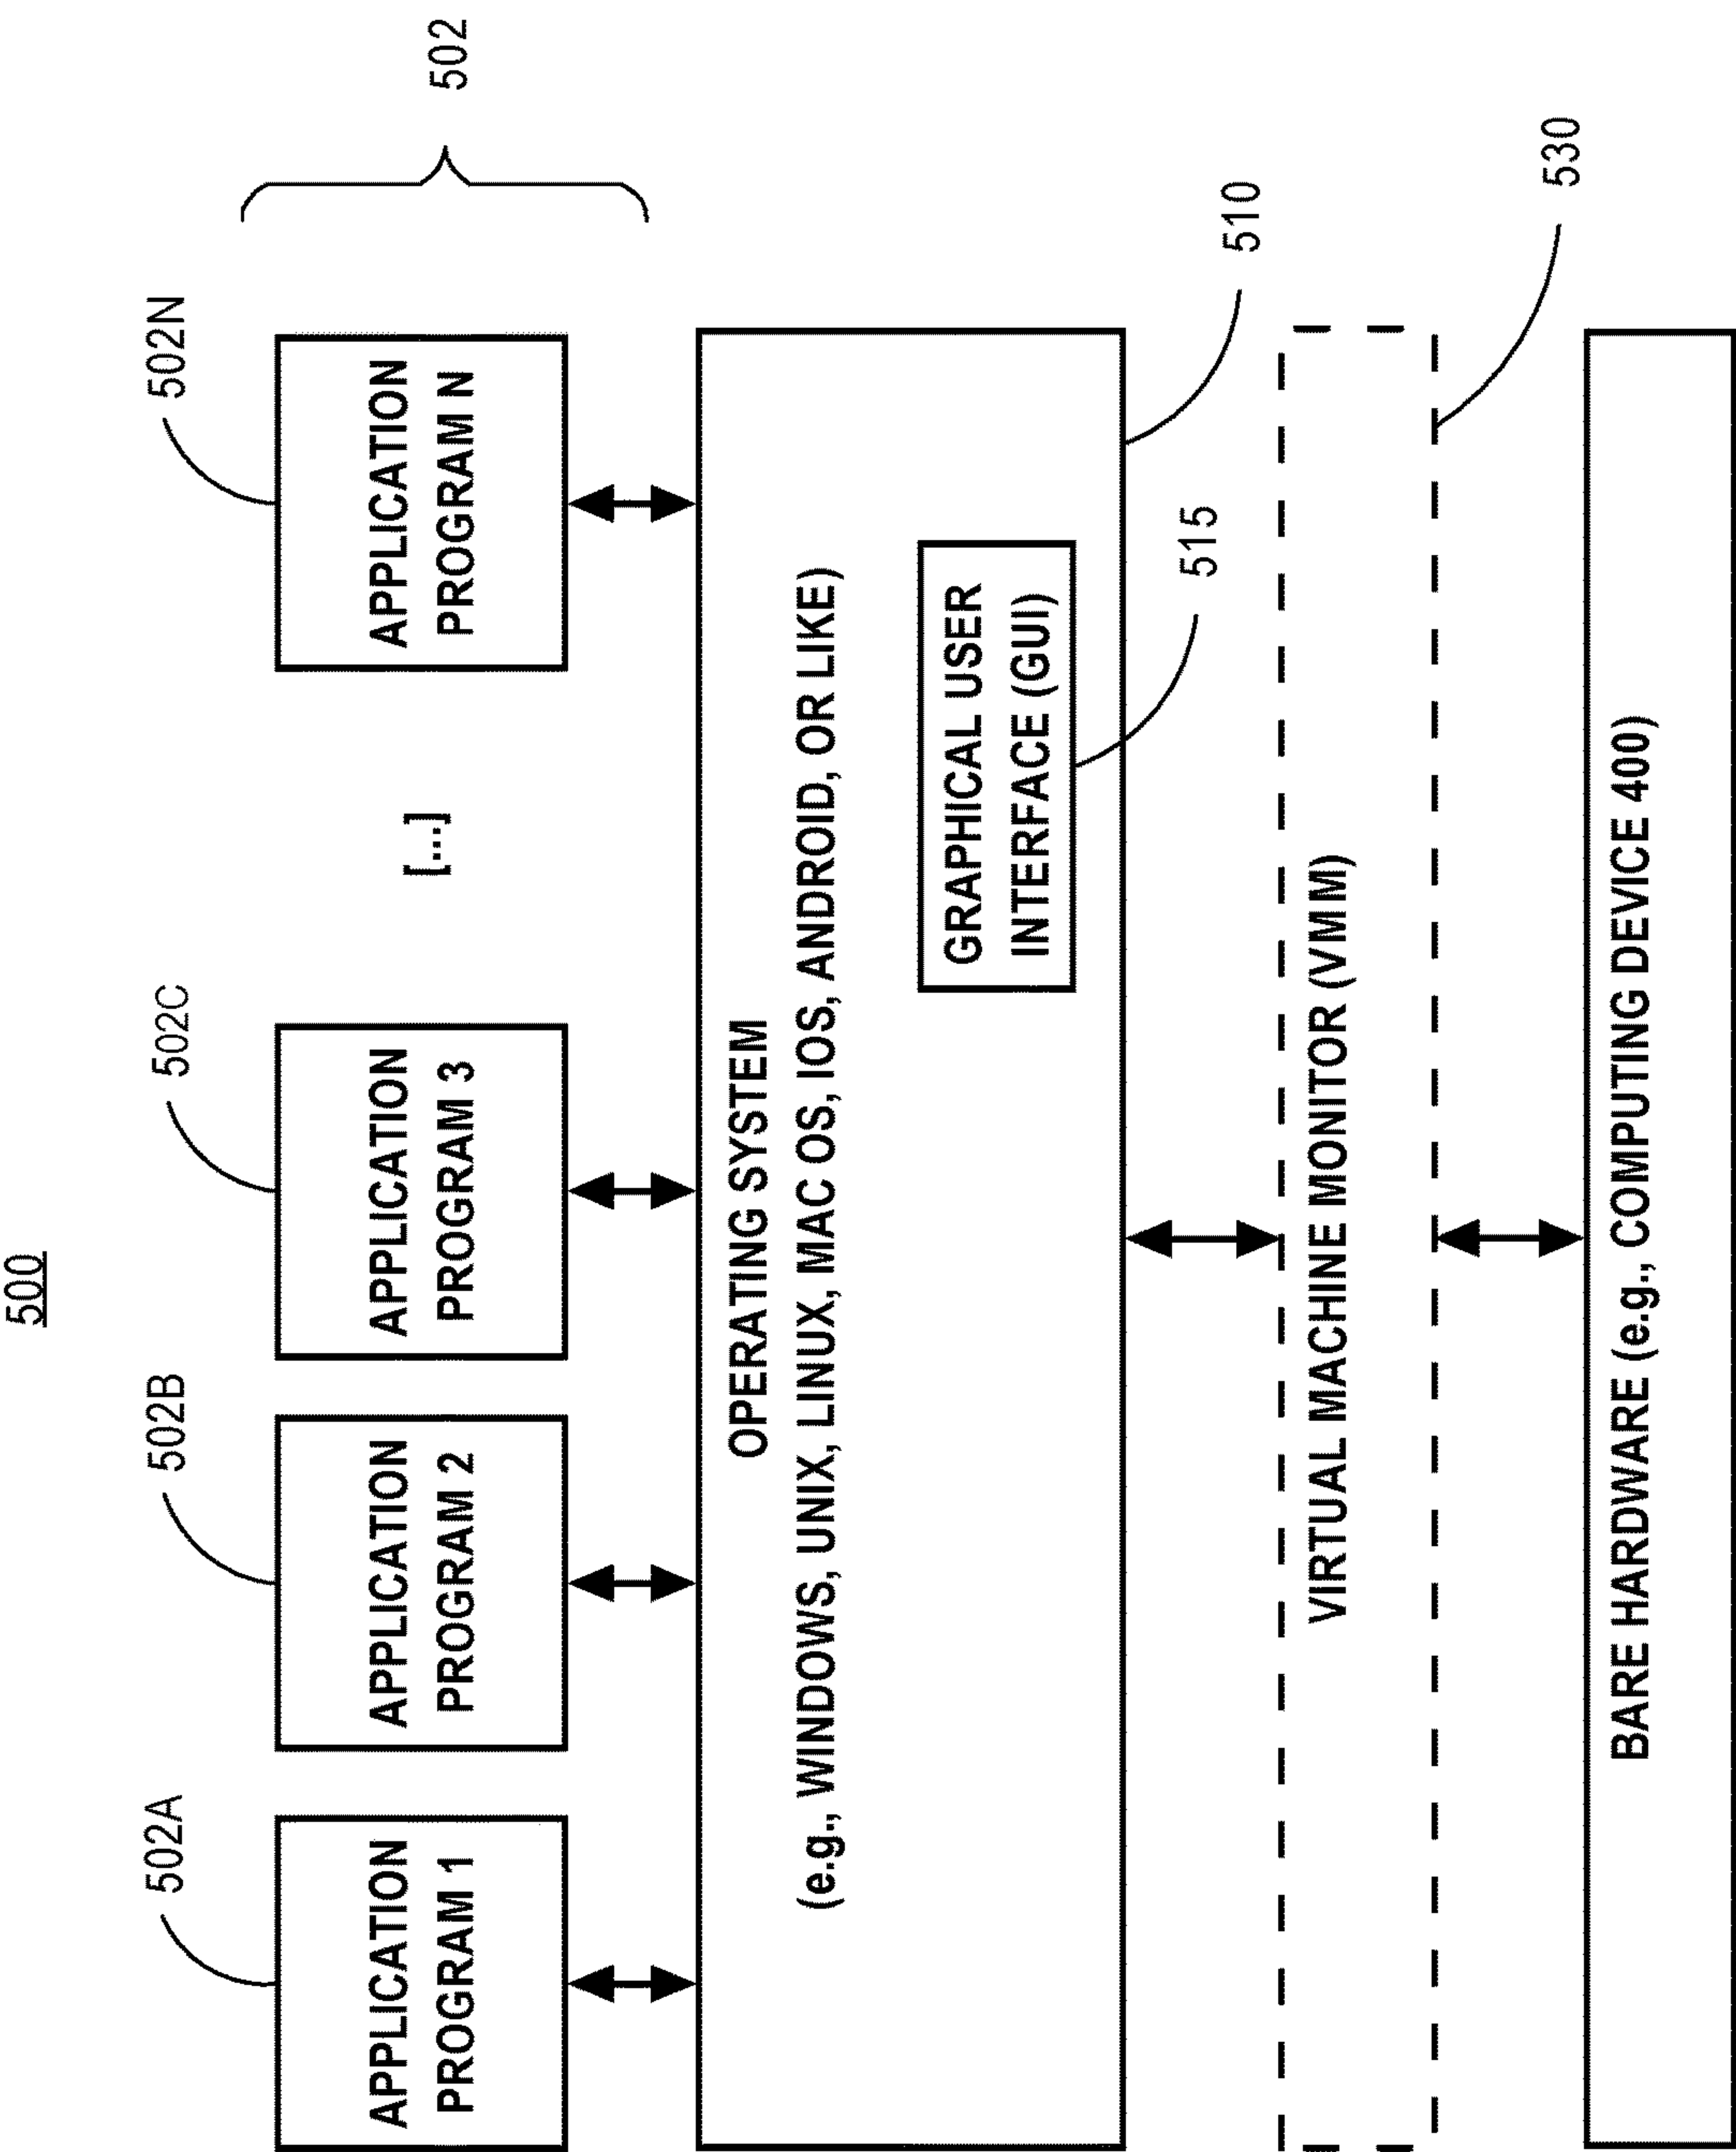 500
502A
502B
502C
502N
502
APPLICATION
PROGRAM 1
APPLICATION
PROGRAM 2
APPLICATION
PROGRAM 3
[...]
APPLICATION
PROGRAM N
OPERATING SYSTEM
(e.g., WINDOWS, UNIX, LINUX, MAC OS, IOS, ANDROID, OR LIKE)
GRAPHICAL USER
INTERFACE (GUI)
515
510
VIRTUAL MACHINE MONITOR (VMM)
530
BARE HARDWARE (e.g., COMPUTING DEVICE 400)